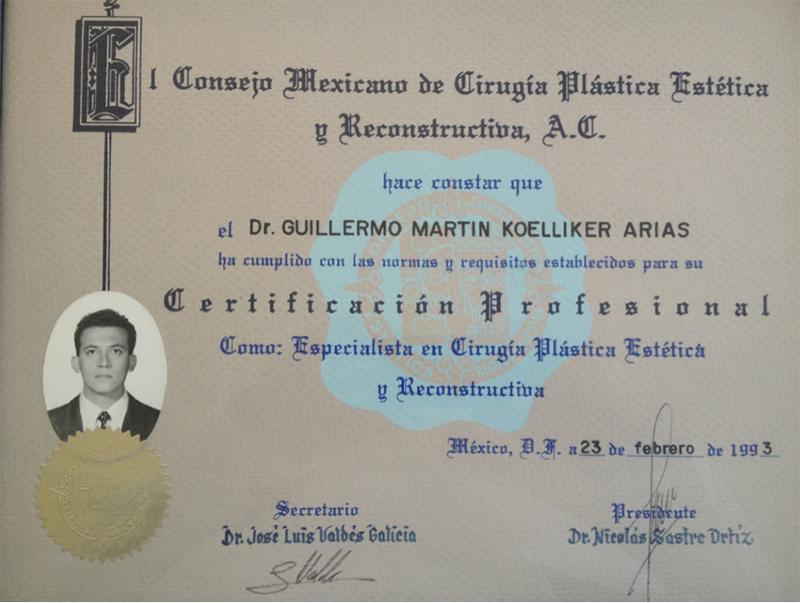 El Consejo Mexicano de Cirugía Plástica Estética
y Reconstructiva, A.C.
hace constar que
el Dr. GUILLERMO MARTIN KOELLIKER ARIAS
ha cumplido con las normas y requisitos establecidos para su
Certificación Profesional
Como: Especialista en Cirugía Plástica Estética
y Reconstructiva
México, D.F. a 23 de febrero de 1993
Secretario
Dr. José Luis Valdés Galicia
Presidente
Dr. Nicolás Sastre Ortíz